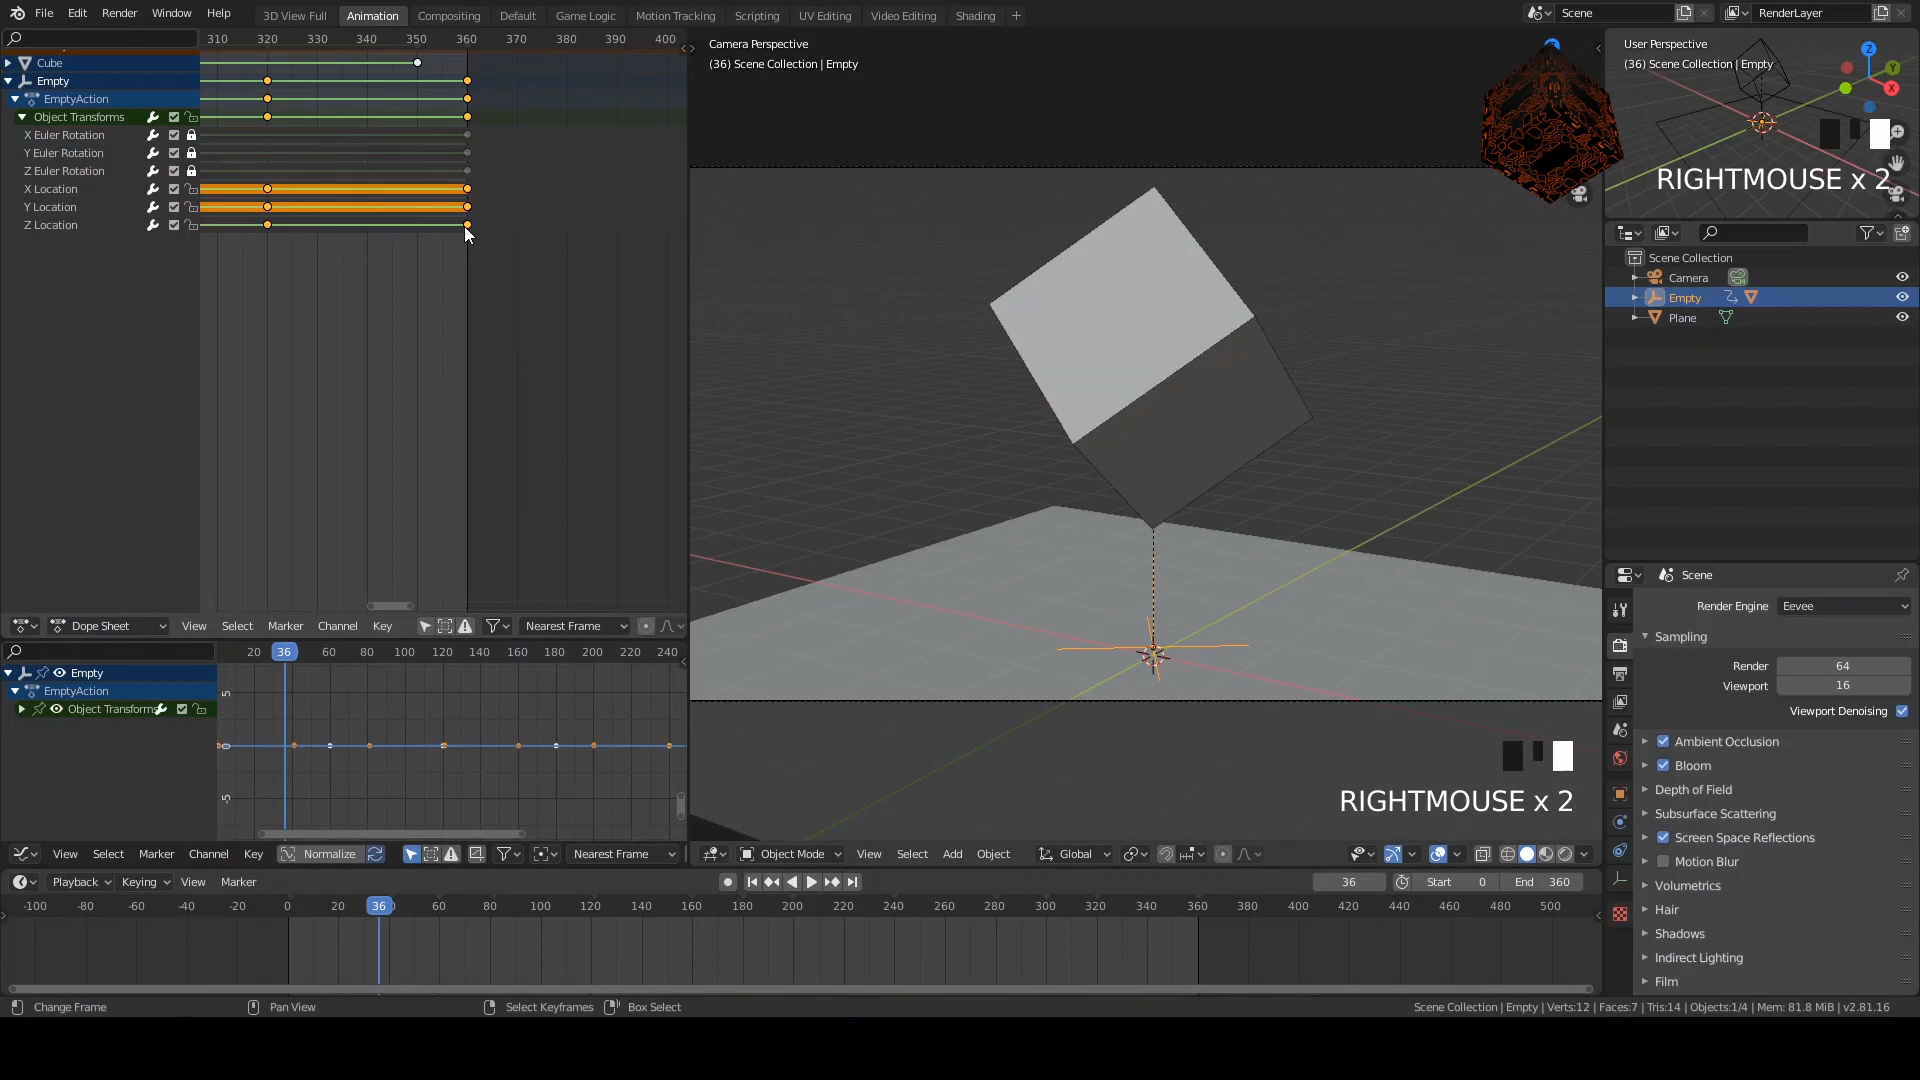 File Edit Render Window Help
3D View Full Animation Compositing Default Game Logic Motion Tracking Scripting UV Editing Video Editing Shading
Scene RenderLayer
310 320 330 340 350 360 370 380 390 400
Cube
Empty
EmptyAction
Object Transforms
X Euler Rotation
Y Euler Rotation
Z Euler Rotation
X Location
Y Location
Z Location
Dope Sheet View Select Marker Channel Key Nearest Frame
20 36 60 80 100 120 140 160 180 200 220 240
Empty
EmptyAction
Object Transforms
5
0
-5
View Select Marker Channel Key Normalize Nearest Frame
Camera Perspective
(36) Scene Collection | Empty
RIGHTMOUSE x 2
Object Mode View Select Add Object Global
User Perspective
(36) Scene Collection | Empty
Z
Y
X
RIGHTMOUSE x 2
Scene Collection
Camera
Empty
Plane
Scene
Render Engine Eevee
Sampling
Render 64
Viewport 16
Viewport Denoising
Ambient Occlusion
Bloom
Depth of Field
Subsurface Scattering
Screen Space Reflections
Motion Blur
Volumetrics
Hair
Shadows
Indirect Lighting
Film
Playback Keying View Marker
36 Start 0 End 360
-100 -80 -60 -40 -20 0 20 36 60 80 100 120 140 160 180 200 220 240 260 280 300 320 340 360 380 400 420 440 460 480 500
Change Frame Pan View Select Keyframes Box Select
Scene Collection | Empty | Verts:12 | Faces:7 | Tris:14 | Objects:1/4 | Mem: 81.8 MiB | v2.81.16